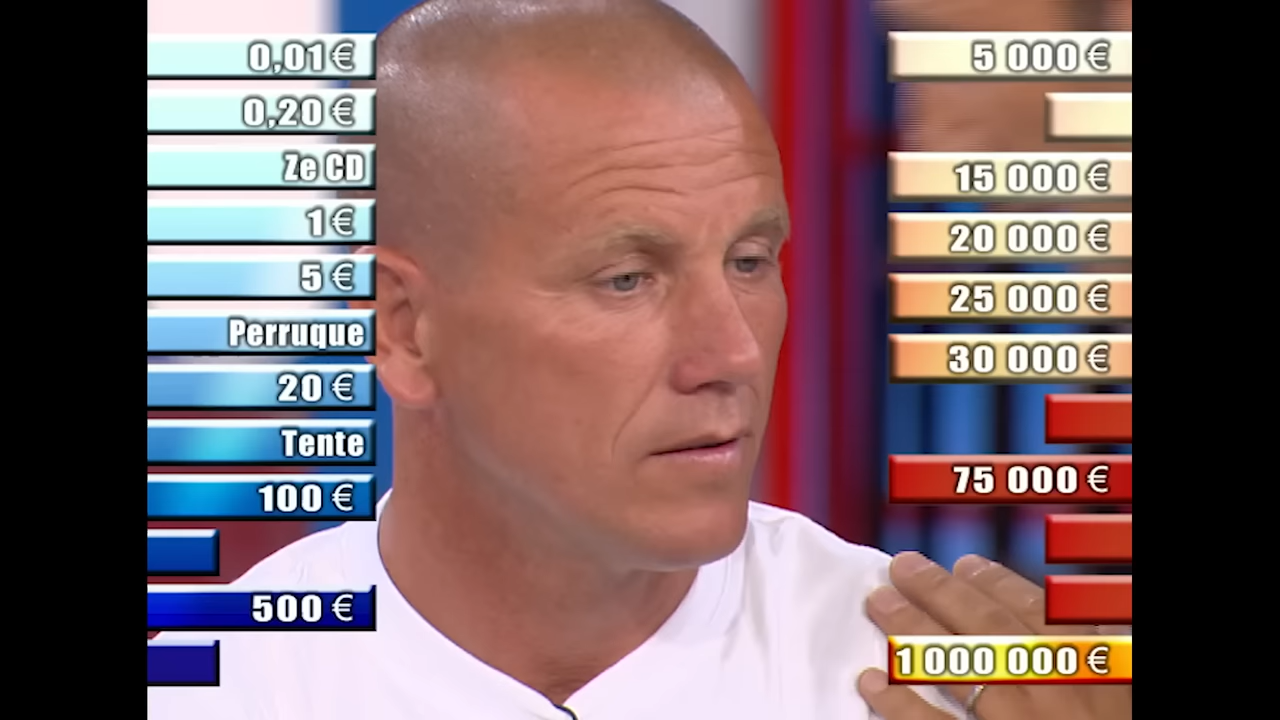 0,01 €
0,20 €
Ze CD
1 €
5 €
Perruque
20 €
Tente
100 €
500 €
5 000 €
15 000 €
20 000 €
25 000 €
30 000 €
75 000 €
1 000 000 €